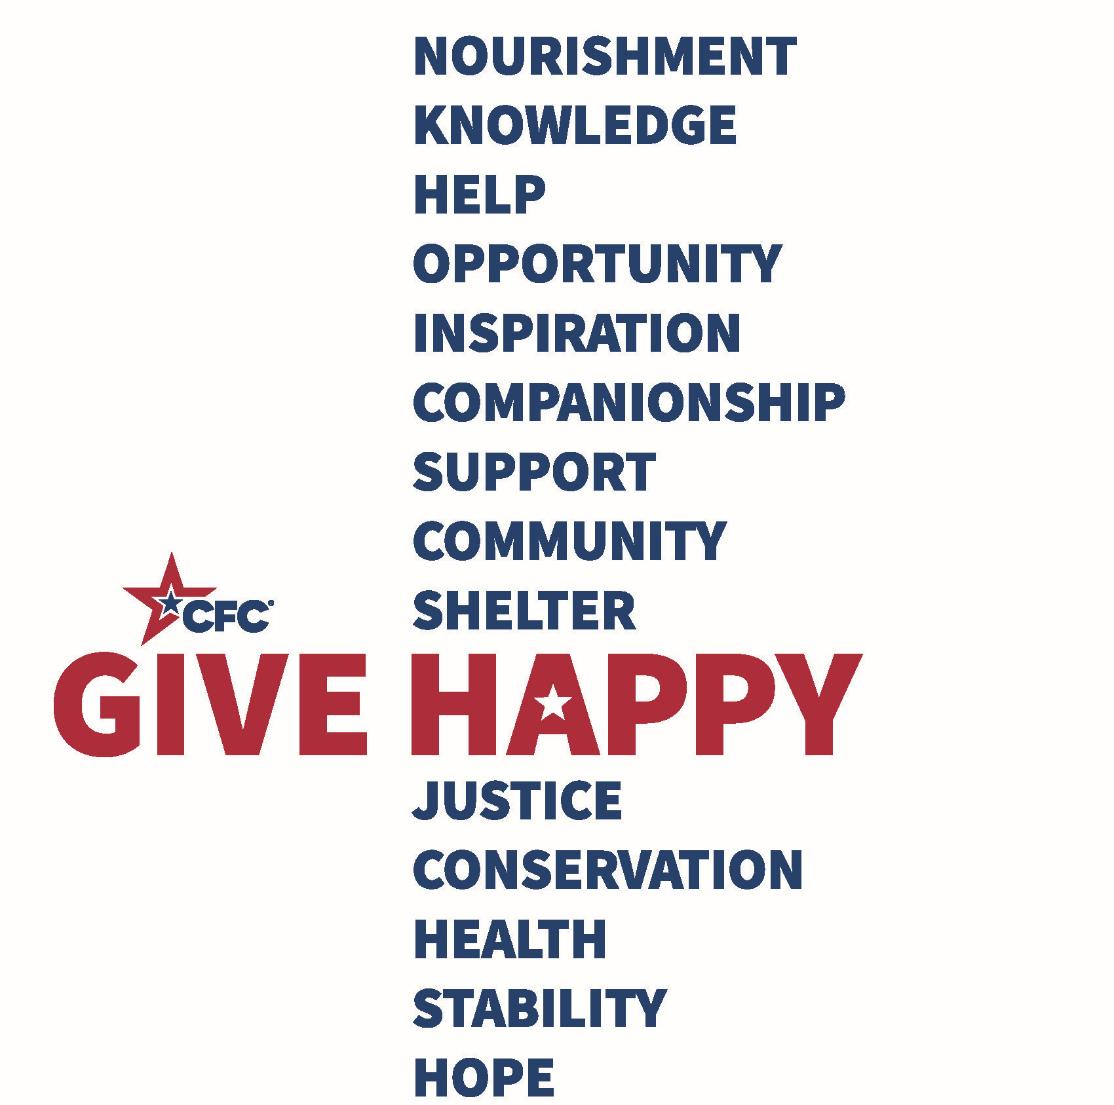 NOURISHMENT
KNOWLEDGE
HELP
OPPORTUNITY
INSPIRATION
COMPANIONSHIP
SUPPORT
COMMUNITY
SHELTER
CFC
GIVE HAPPY
JUSTICE
CONSERVATION
HEALTH
STABILITY
HOPE